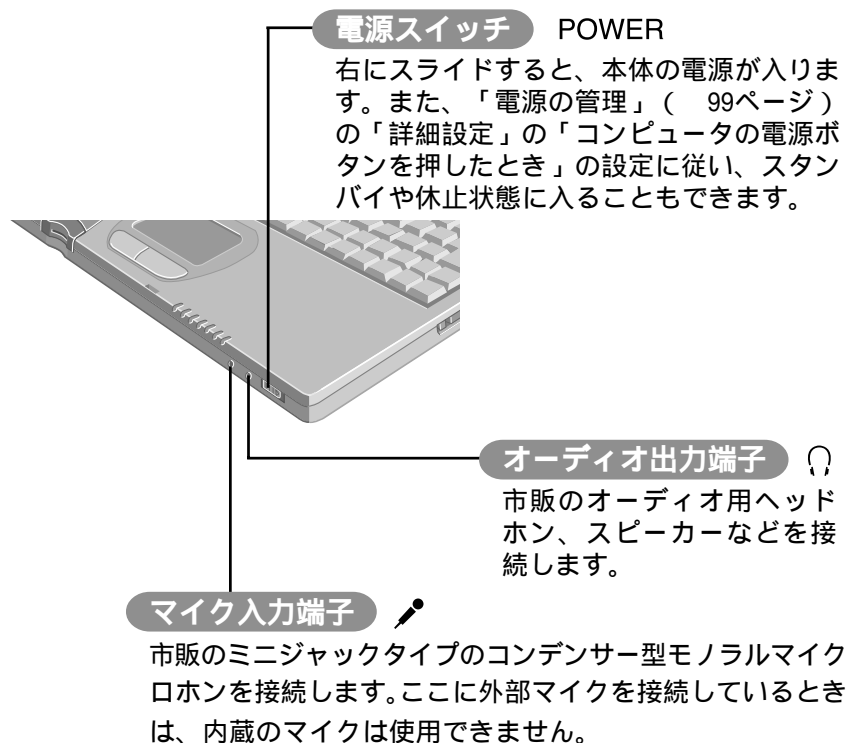 電源スイッチ POWER
右にスライドすると、本体の電源が入りま
す。また、「電源の管理」( 99ページ)
の「詳細設定」の「コンピュータの電源ボ
タンを押したとき」の設定に従い、スタン
バイや休止状態に入ることもできます。
オーディオ出力端子
市販のオーディオ用ヘッド
ホン、スピーカーなどを接
続します。
マイク入力端子
市販のミニジャックタイプのコンデンサー型モノラルマイク
ロホンを接続します。ここに外部マイクを接続しているとき
は、内蔵のマイクは使用できません。